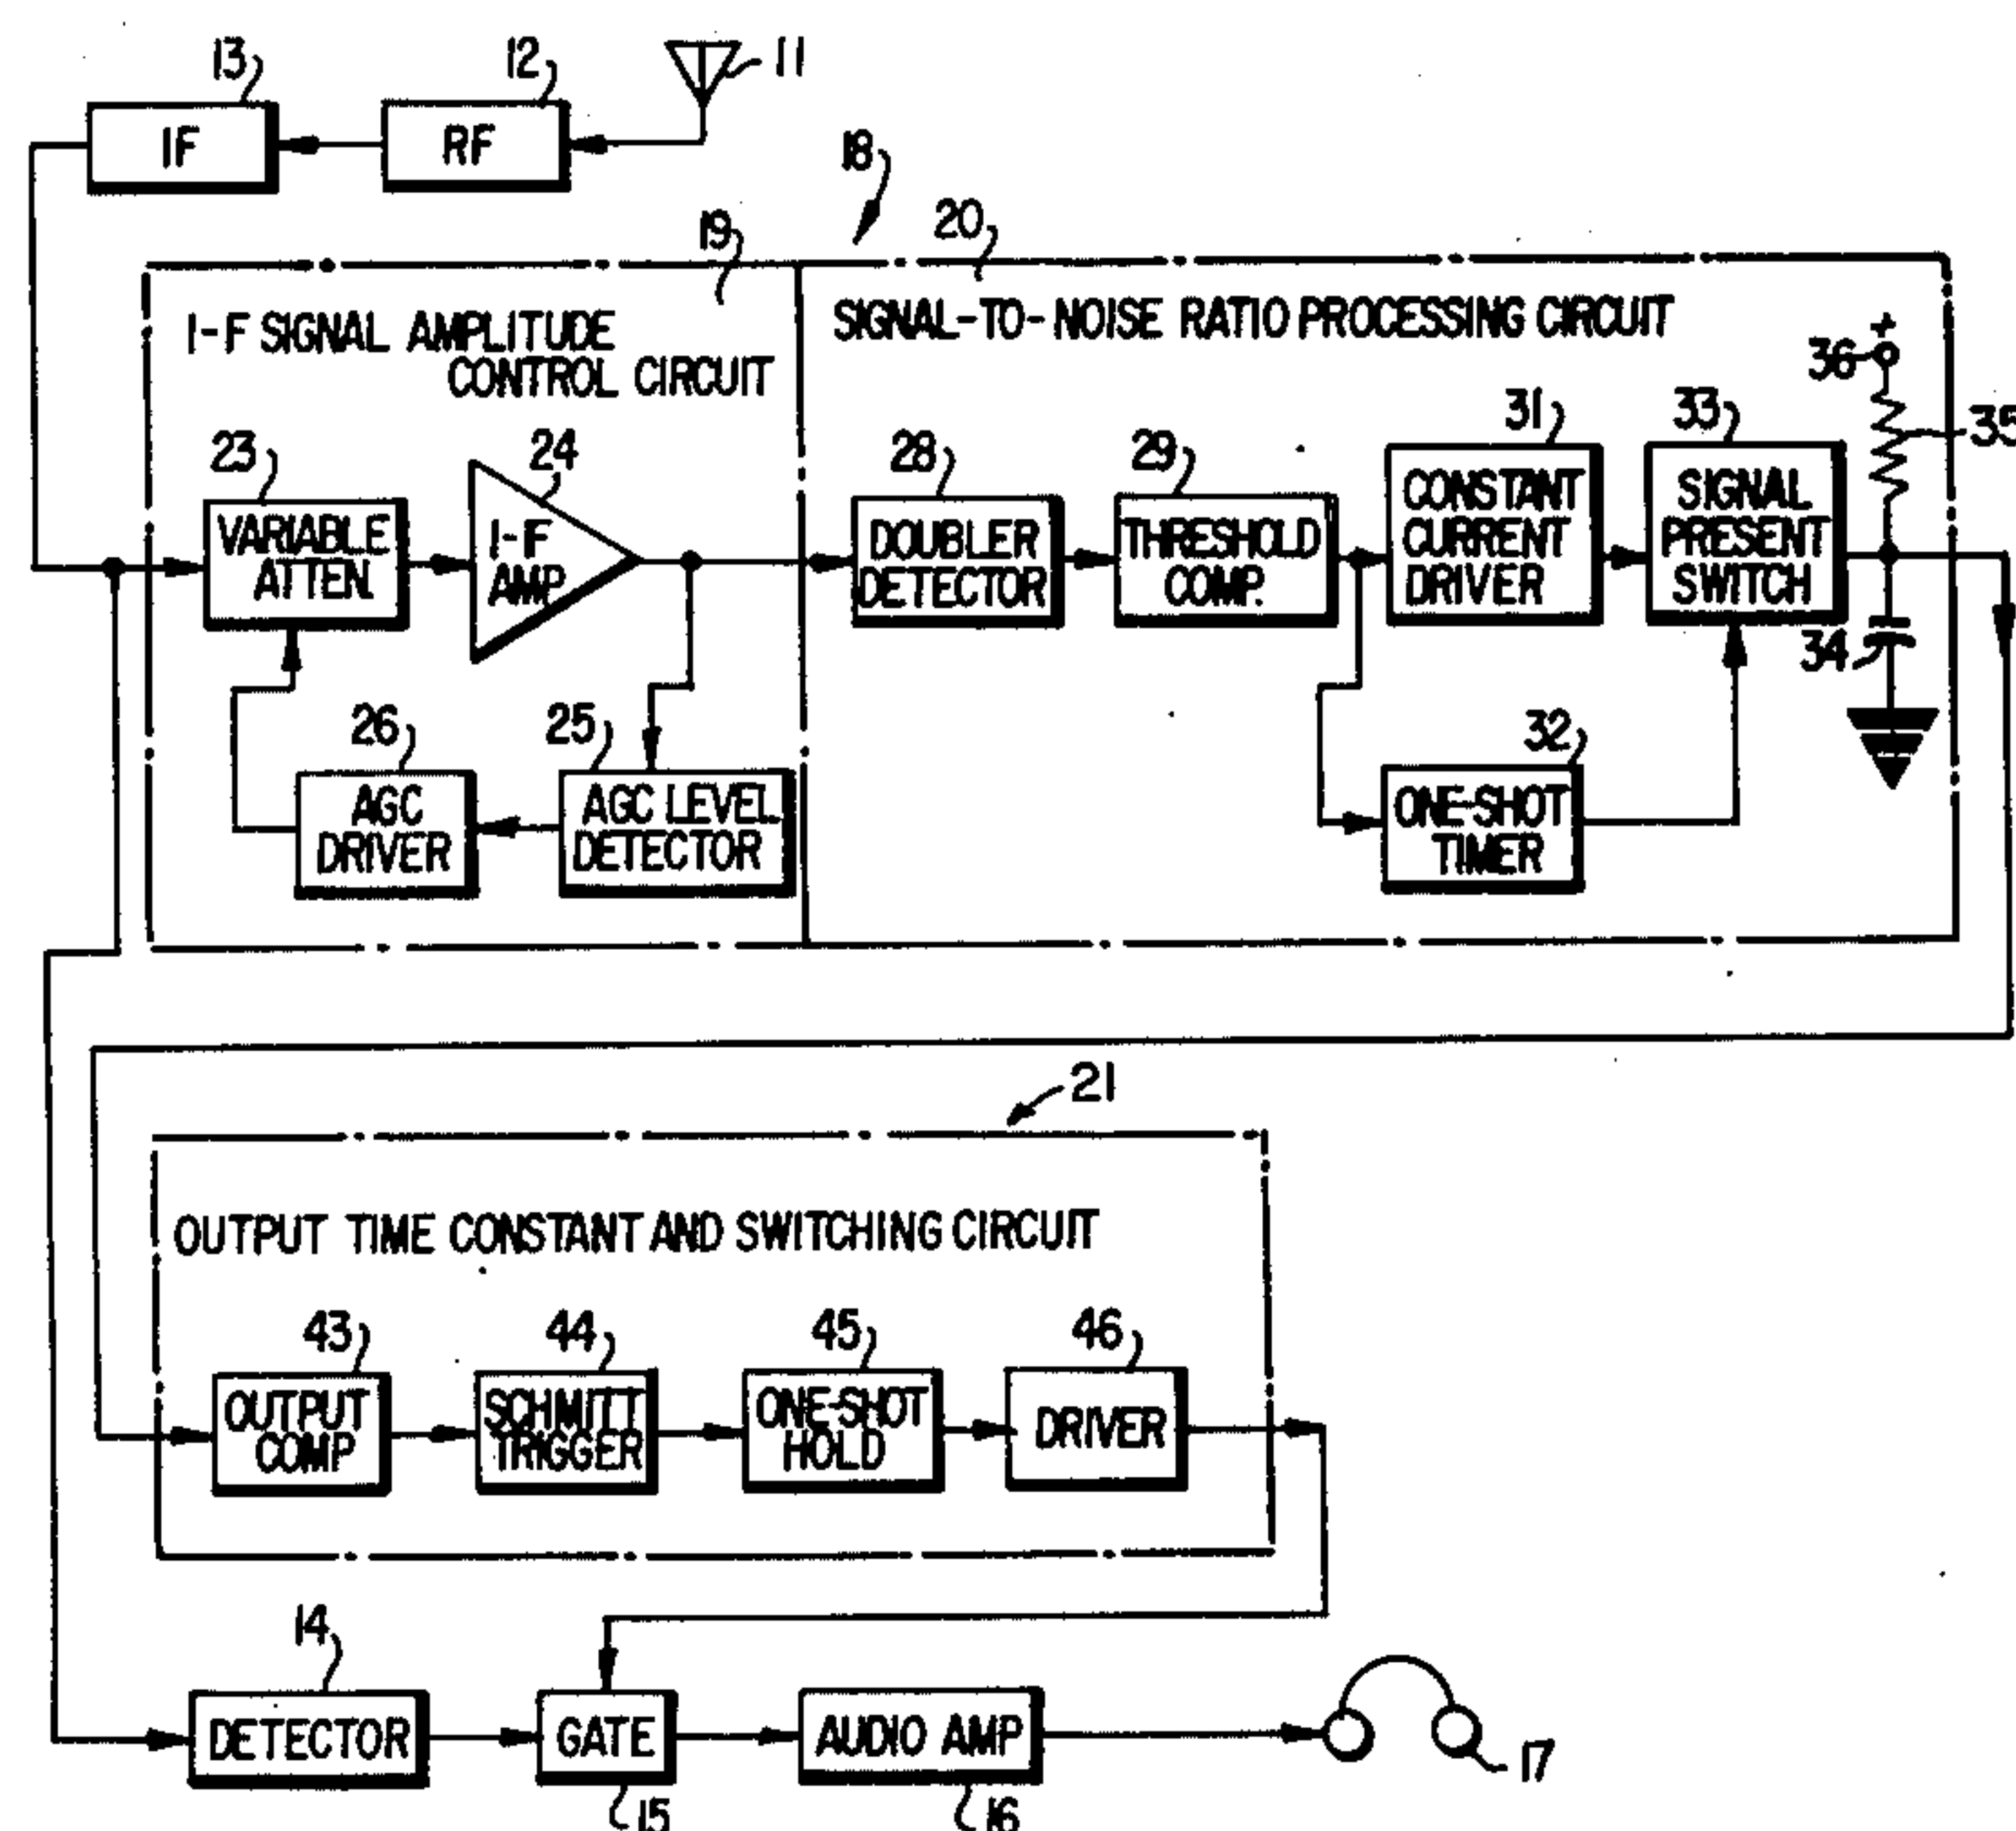 13
12
11
IF
RF
18
19
20
I-F SIGNAL AMPLITUDE
CONTROL CIRCUIT
SIGNAL-TO-NOISE RATIO PROCESSING CIRCUIT
+
36
35
23
24
28
29
31
33
VARIABLE
ATTEN.
I-F
AMP
DOUBLER
DETECTOR
THRESHOLD
COMP.
CONSTANT
CURRENT
DRIVER
SIGNAL
PRESENT
SWITCH
34
26
25
32
AGC
DRIVER
AGC LEVEL
DETECTOR
ONE-SHOT
TIMER
21
OUTPUT TIME CONSTANT AND SWITCHING CIRCUIT
43
44
45
46
OUTPUT
COMP
SCHMITT
TRIGGER
ONE-SHOT
HOLD
DRIVER
14
DETECTOR
GATE
AUDIO AMP
17
15
16